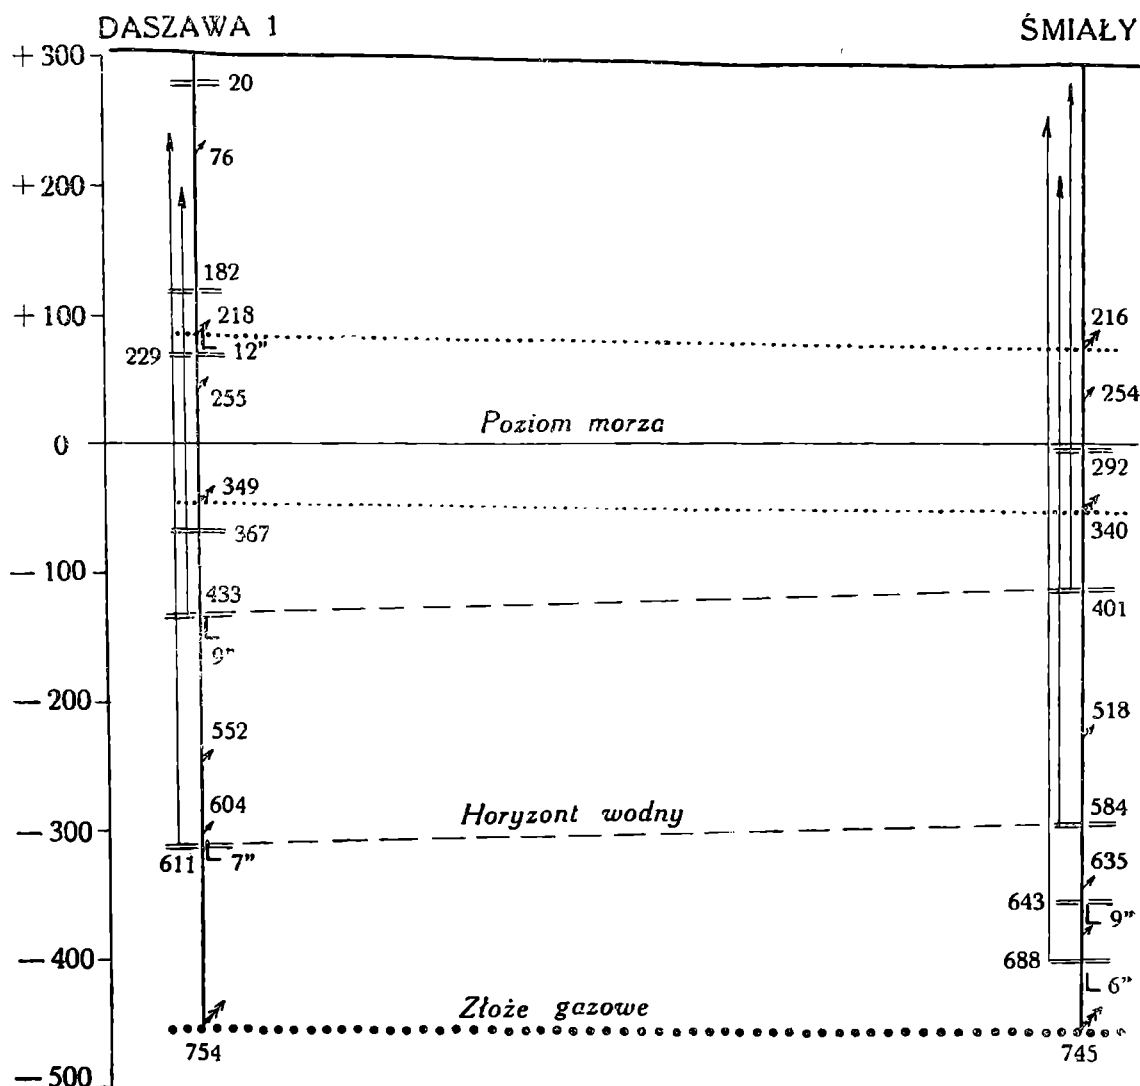 DASZAWA 1 ŚMIAŁY
+300
20
76
+200
182
+100 218 216
229 12”
255 254
Poziom morza
0
292
349
367 340
—100
433 401
9”
—200
552 518
604 Horyzont wodny 584
—300
611 7” 635
643 9”
—400 688 6”
Złoże gazowe
754 745
—500